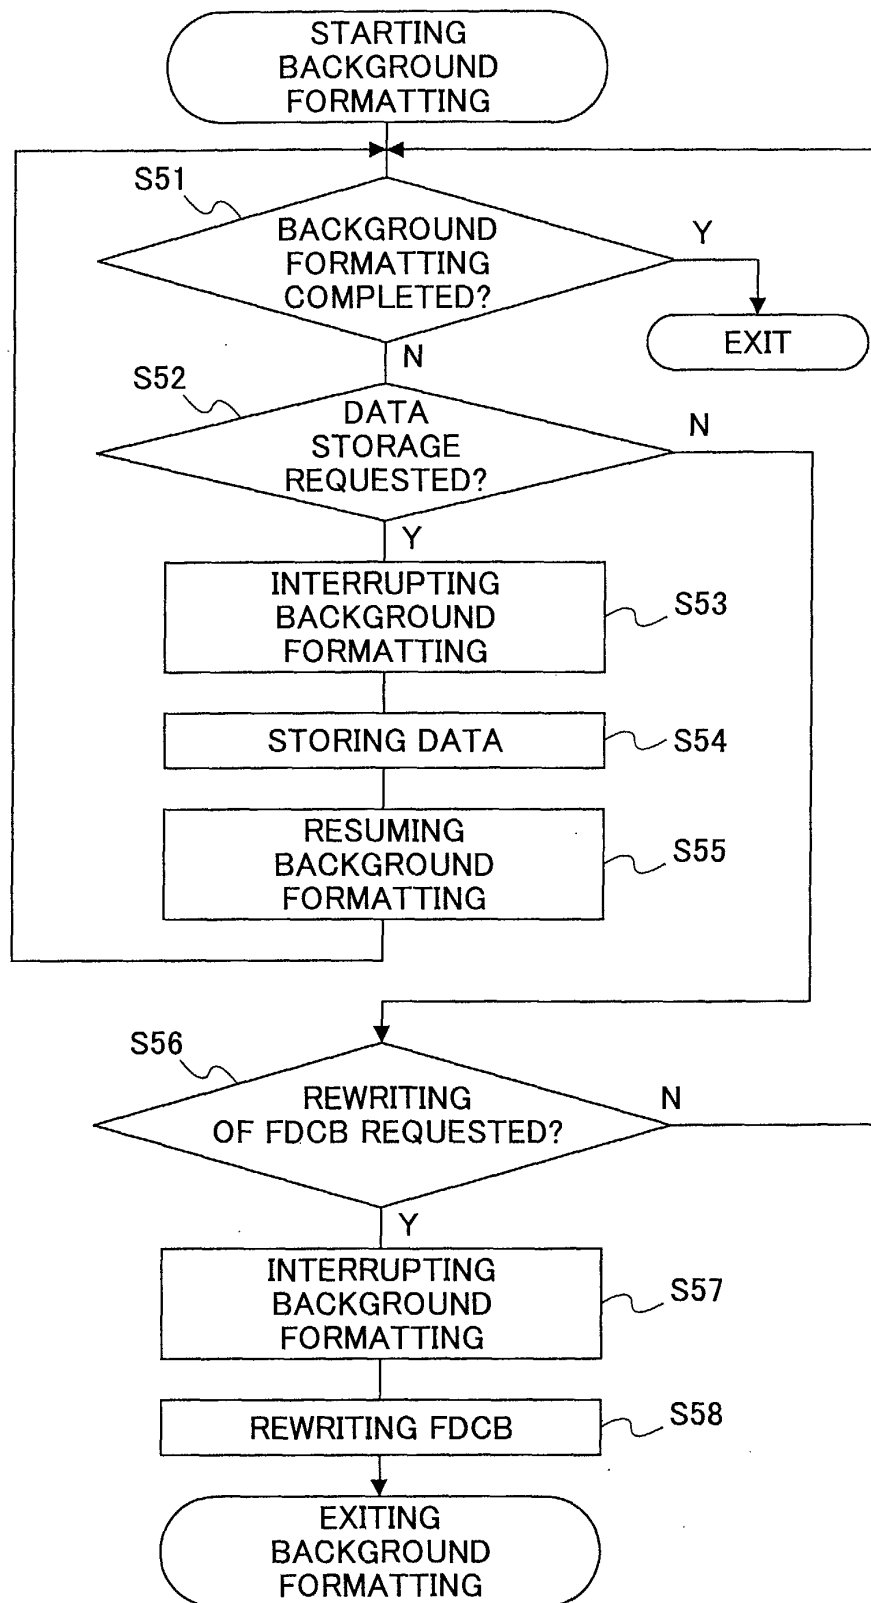 STARTING
BACKGROUND
FORMATTING
S51
BACKGROUND
FORMATTING
COMPLETED?
Y
EXIT
N
S52
DATA
STORAGE
REQUESTED?
N
Y
INTERRUPTING
BACKGROUND
FORMATTING
S53
STORING DATA
S54
RESUMING
BACKGROUND
FORMATTING
S55
S56
REWRITING
OF FDCB REQUESTED?
N
Y
INTERRUPTING
BACKGROUND
FORMATTING
S57
REWRITING FDCB
S58
EXITING
BACKGROUND
FORMATTING